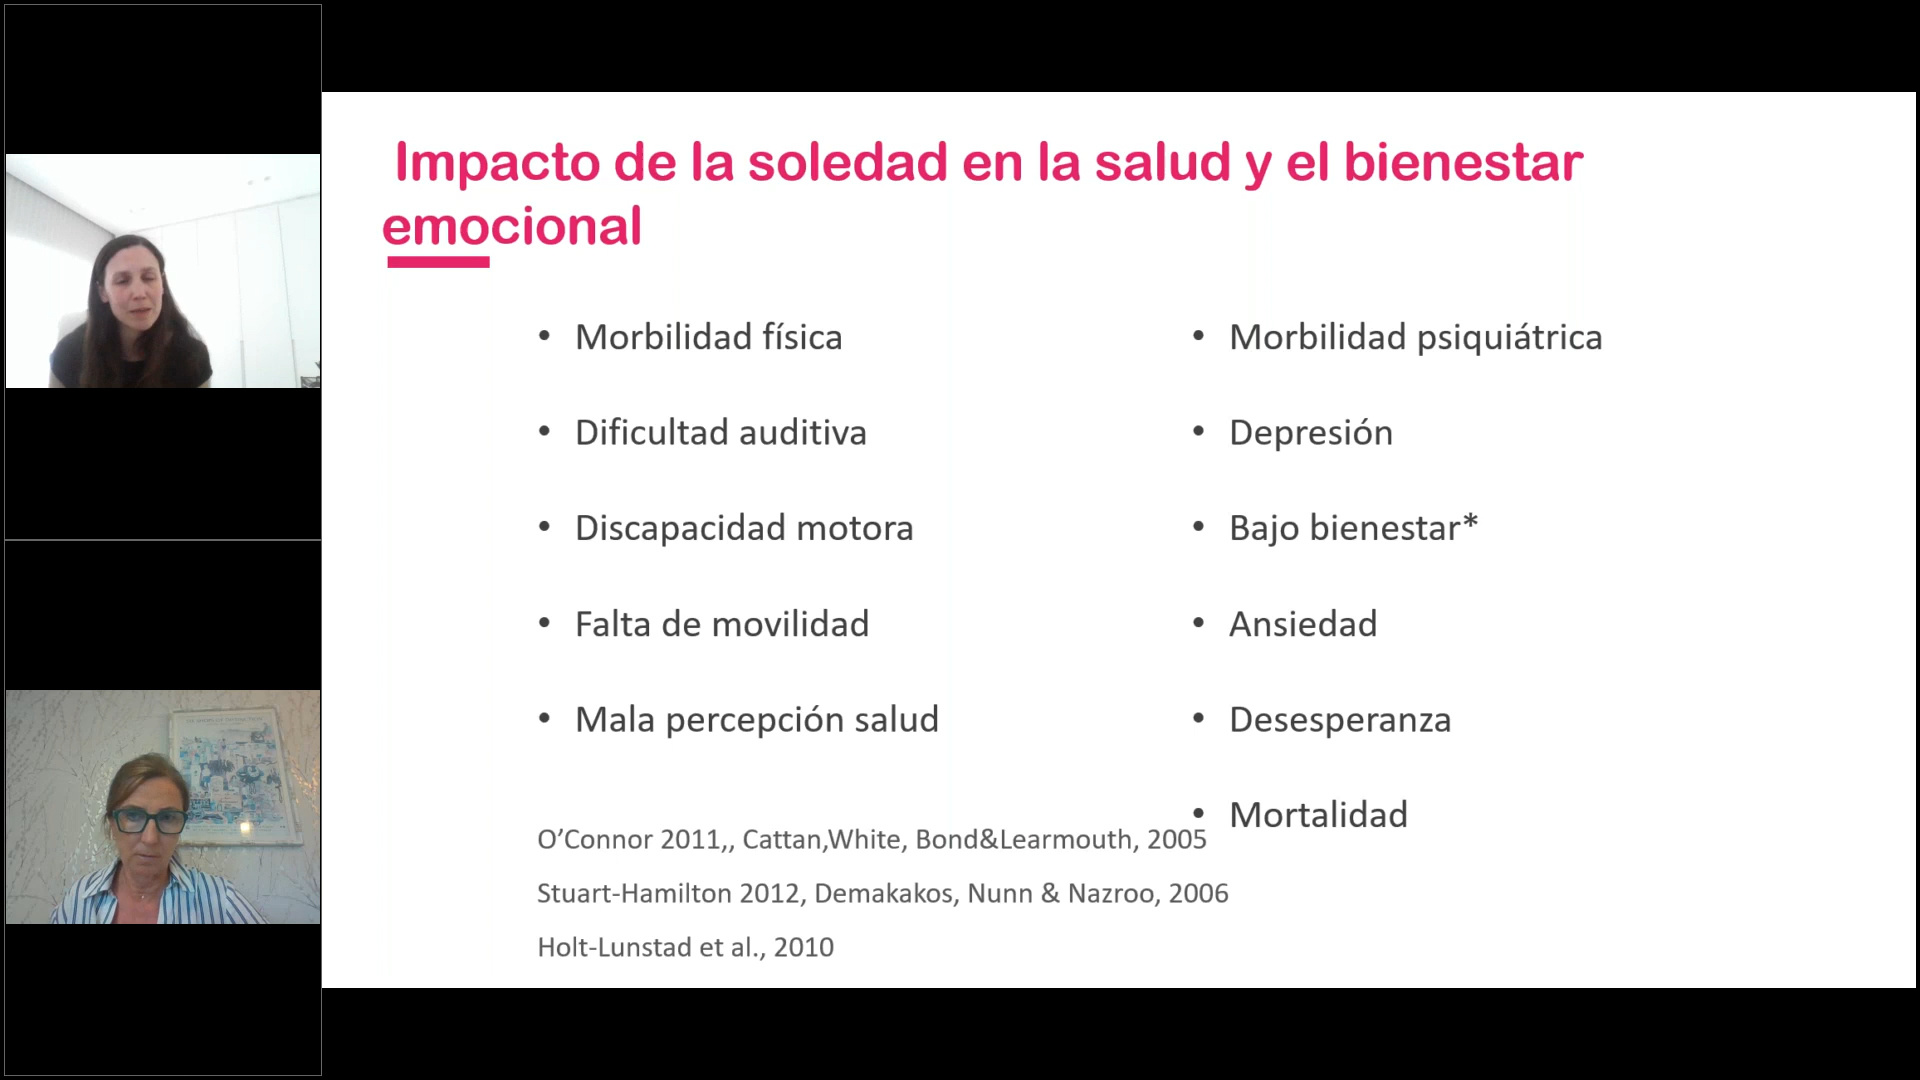 Impacto de la soledad en la salud y el bienestar
emocional
• Morbilidad física
• Dificultad auditiva
• Discapacidad motora
• Falta de movilidad
• Mala percepción salud
• Morbilidad psiquiátrica
• Depresión
• Bajo bienestar*
• Ansiedad
• Desesperanza
• Mortalidad
O’Connor 2011,, Cattan,White, Bond&Learmouth, 2005
Stuart-Hamilton 2012, Demakakos, Nunn & Nazroo, 2006
Holt-Lunstad et al., 2010